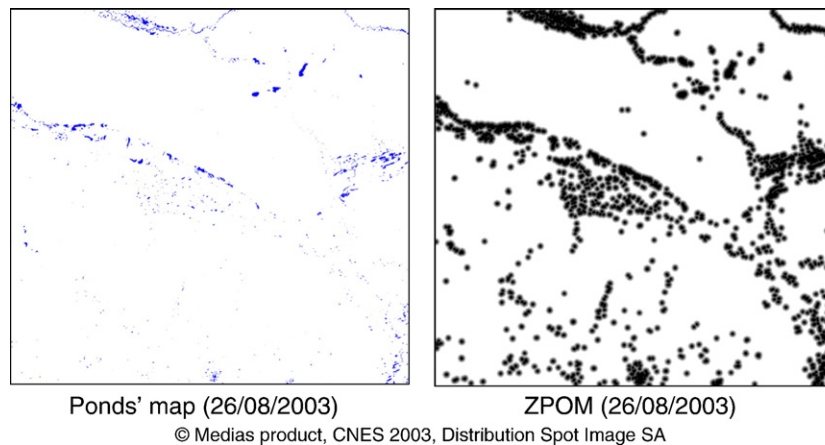 Ponds' map (26/08/2003)
ZPOM (26/08/2003)
© Medias product, CNES 2003, Distribution Spot Image SA